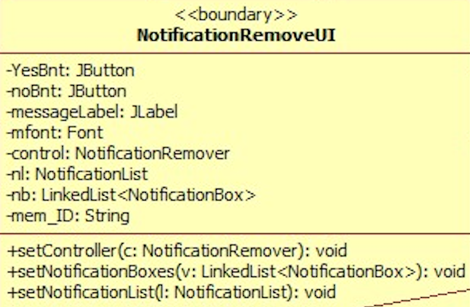 <<boundary>>
NotificationRemoveUI
-YesBnt: JButton
-noBnt: JButton
-messageLabel: JLabel
-mfont: Font
-control: NotificationRemover
-nl: NotificationList
-nb: LinkedList<NotificationBox>
-mem_ID: String
+setController(c: NotificationRemover): void
+setNotificationBoxes(v: LinkedList<NotificationBox>): void
+setNotificationList(l: NotificationList): void